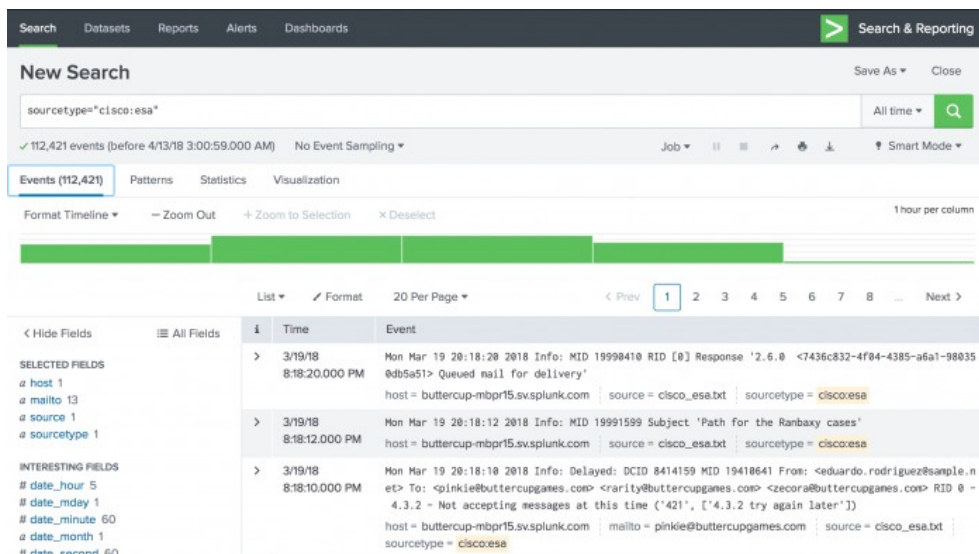 Search Datasets Reports Alerts Dashboards Search & Reporting
New Search Save As Close
sourcetype="cisco:esa" All time
112,421 events (before 4/13/18 3:00:59.000 AM) No Event Sampling Job Smart Mode
Events (112,421) Patterns Statistics Visualization
Format Timeline — Zoom Out + Zoom to Selection × Deselect 1 hour per column
List Format 20 Per Page < Prev 1 2 3 4 5 6 7 8 ... Next >
< Hide Fields All Fields i Time Event
SELECTED FIELDS
a host 1
a mailto 13
a source 1
a sourcetype 1
INTERESTING FIELDS
# date_hour 5
# date_mday 1
# date_minute 60
a date_month 1
# date_second 60
> 3/19/18
8:18:20.000 PM
Mon Mar 19 20:18:20 2018 Info: MID 19990410 RID [0] Response '2.6.0 <7436c832-4f04-4385-a6a1-98035
0db5a51> Queued mail for delivery'
host = buttercup-mbpr15.sv.splunk.com source = cisco_esa.txt sourcetype = cisco:esa
> 3/19/18
8:18:12.000 PM
Mon Mar 19 20:18:12 2018 Info: MID 19991599 Subject 'Path for the Ranbaxy cases'
host = buttercup-mbpr15.sv.splunk.com source = cisco_esa.txt sourcetype = cisco:esa
> 3/19/18
8:18:10.000 PM
Mon Mar 19 20:18:10 2018 Info: Delayed: DCID 8414159 MID 19410641 From: <eduardo.rodriguez@sample.n
et> To: <pinkie@buttercupgames.com> <rarity@buttercupgames.com> <zecora@buttercupgames.com> RID 0 -
4.3.2 - Not accepting messages at this time ('421', ['4.3.2 try again later'])
host = buttercup-mbpr15.sv.splunk.com mailto = pinkie@buttercupgames.com source = cisco_esa.txt
sourcetype = cisco:esa